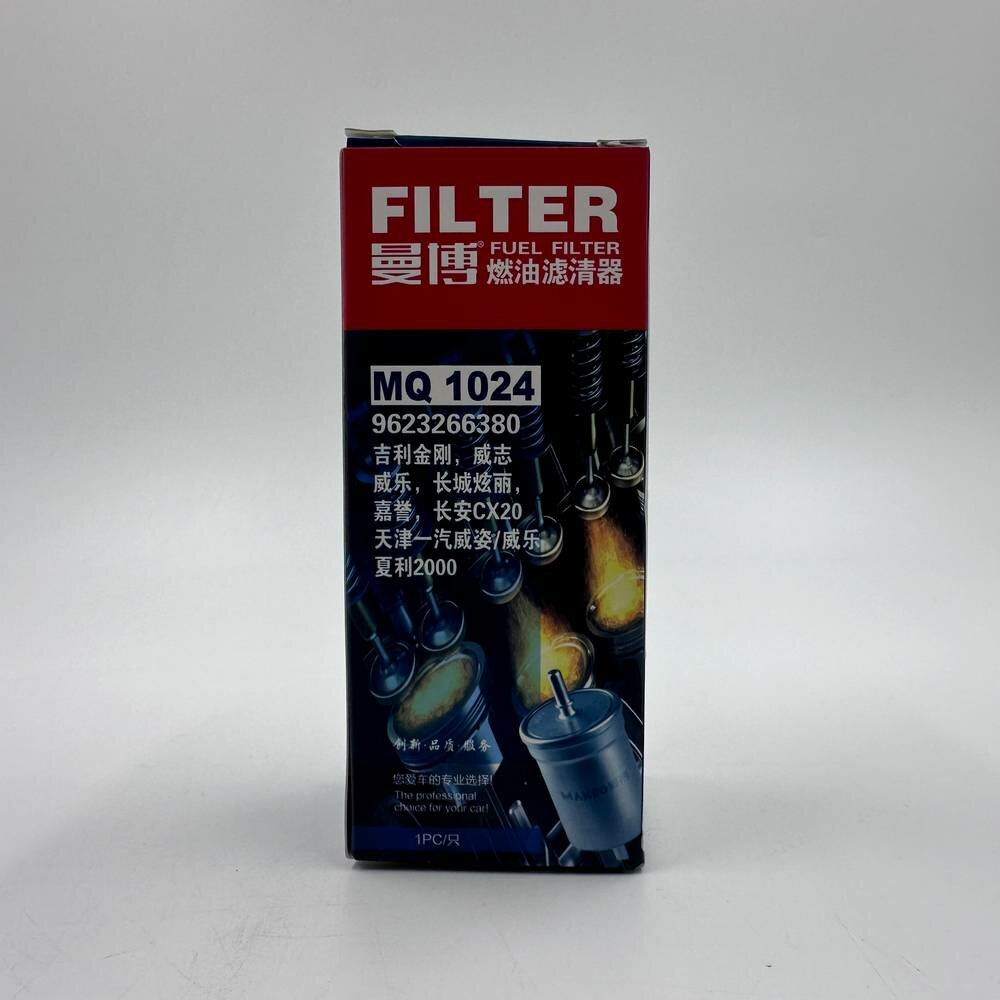 FILTER
曼博® FUEL FILTER
燃油滤清器
MQ 1024
9623266380
吉利金刚，威志
威乐，长城炫丽，
嘉誉，长安CX20
天津一汽威姿/威乐
夏利2000
创新·品质·服务
您爱车的专业选择!
The professional
choice for your car!
1PC/只